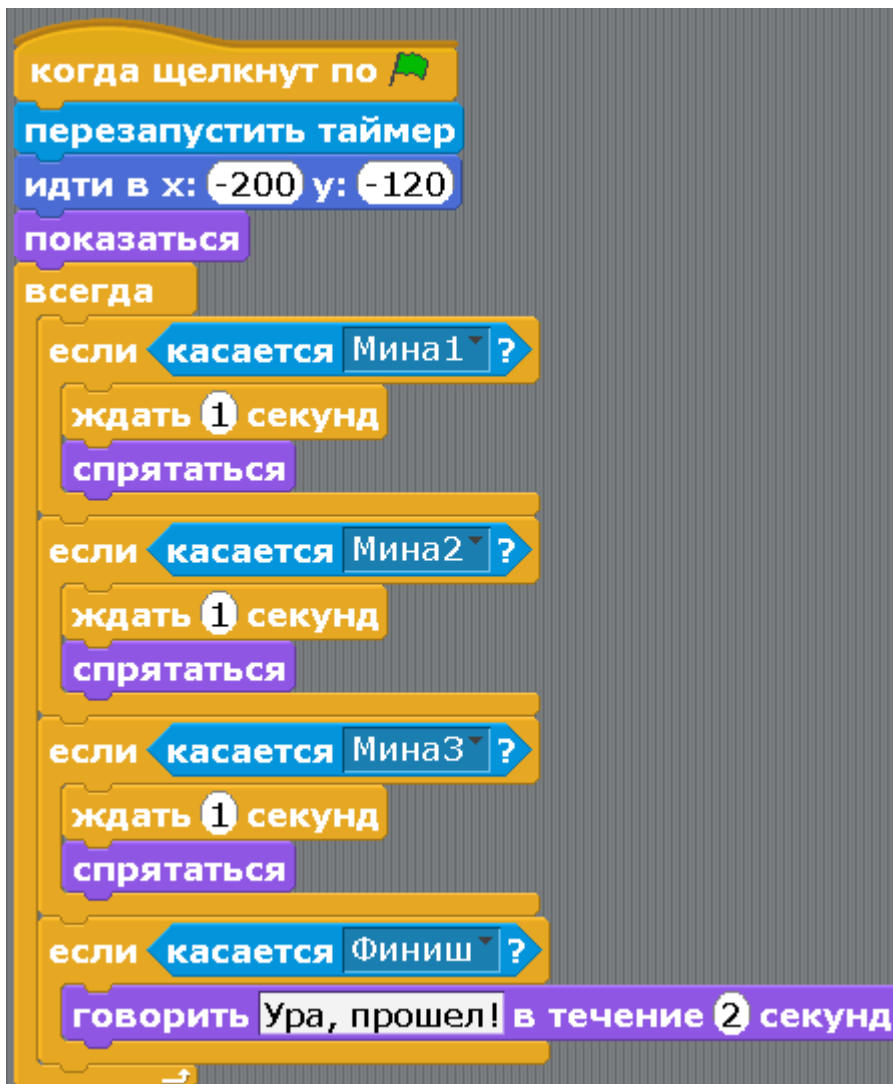 когда щелкнут по
перезапустить таймер
идти в x: -200 y: -120
показаться
всегда
если касается Мина1 ?
ждать 1 секунд
спрятаться
если касается Мина2 ?
ждать 1 секунд
спрятаться
если касается Мина3 ?
ждать 1 секунд
спрятаться
если касается Финиш ?
говорить Ура, прошел! в течение 2 секунд